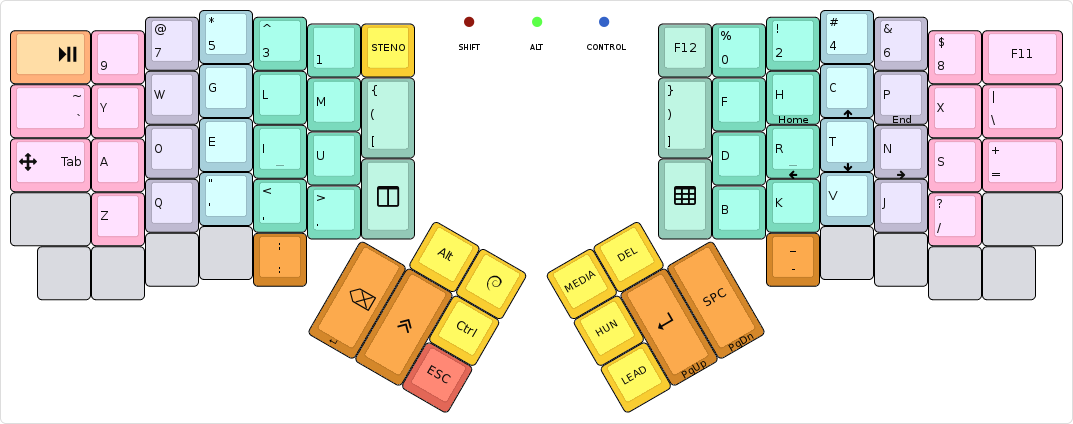 9
@
7
*
5
^
3
1
STENO
SHIFT
ALT
CONTROL
F12
%
0
!
2
#
4
&
6
$
8
F11
~
`
Y
W
G
L
M
{
(
[
}
)
]
F
H
Home
C
P
End
X
|
\
Tab
A
O
E
I
_
U
D
R
_
T
N
S
+
=
Z
Q
"
'
<
,
>
.
B
K
V
J
?
/
;
:
_
-
Alt
Ctrl
ESC
MEDIA
DEL
HUN
LEAD
SPC
PgUp
PgDn